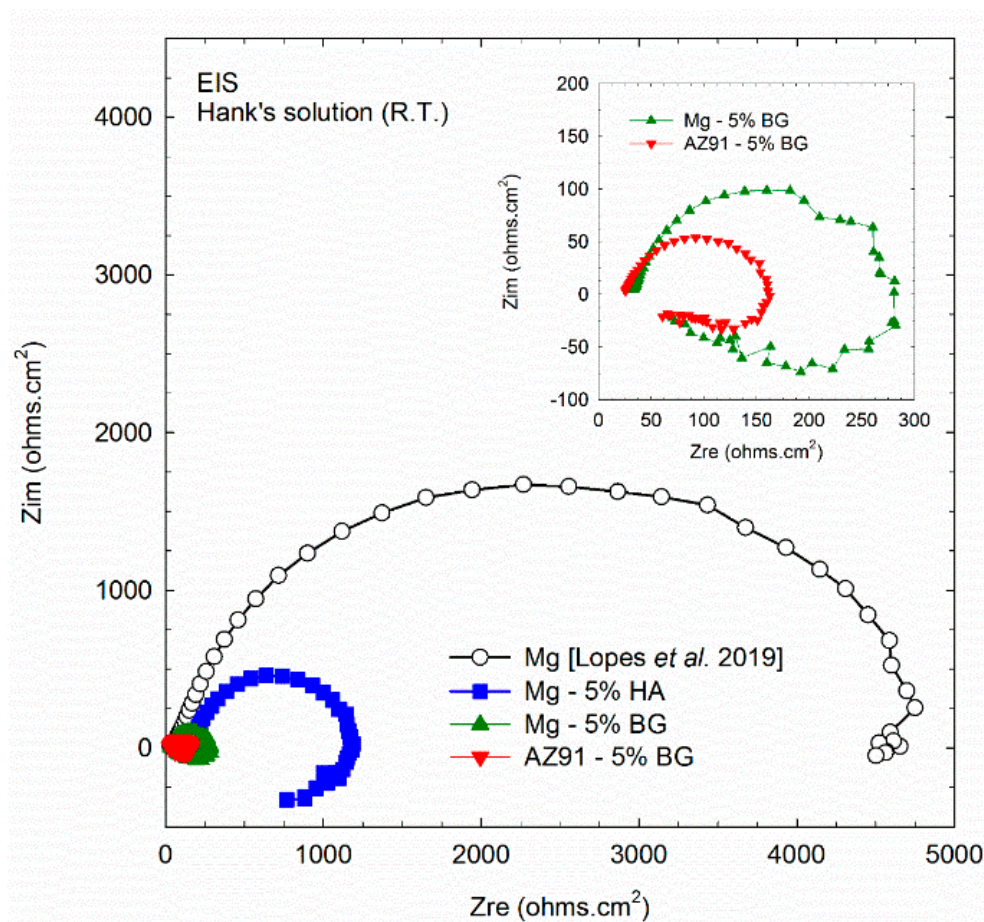 EIS
Hank's solution (R.T.)
Zim (ohms.cm²)
4000
3000
2000
1000
0
0
1000
2000
3000
4000
5000
Zre (ohms.cm²)
Mg [Lopes et al. 2019]
Mg - 5% HA
Mg - 5% BG
AZ91 - 5% BG
Zim (ohms.cm²)
200
150
100
50
0
-50
-100
0
50
100
150
200
250
300
Zre (ohms.cm²)
Mg - 5% BG
AZ91 - 5% BG